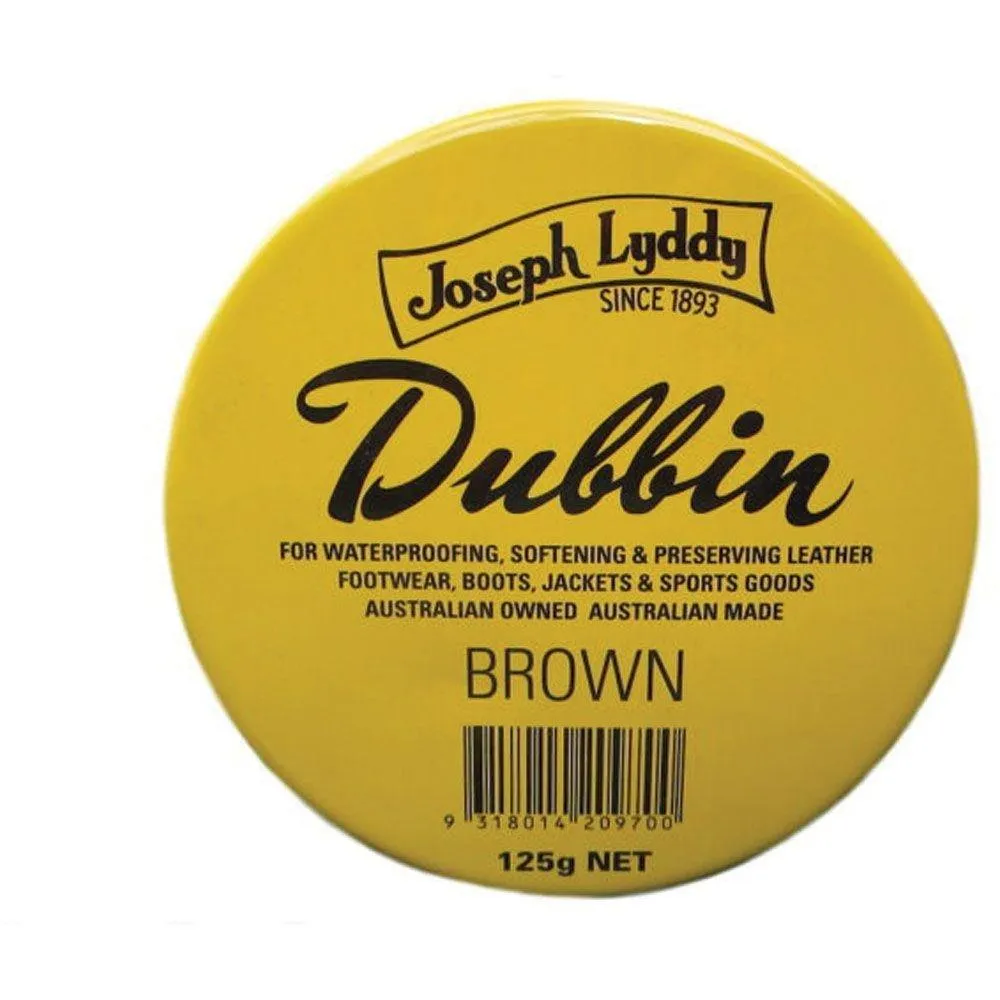 Joseph Lyddy
SINCE 1893
Dubbin
FOR WATERPROOFING, SOFTENING & PRESERVING LEATHER
FOOTWEAR, BOOTS, JACKETS & SPORTS GOODS
AUSTRALIAN OWNED AUSTRALIAN MADE
BROWN
9 318014 209700
125g NET